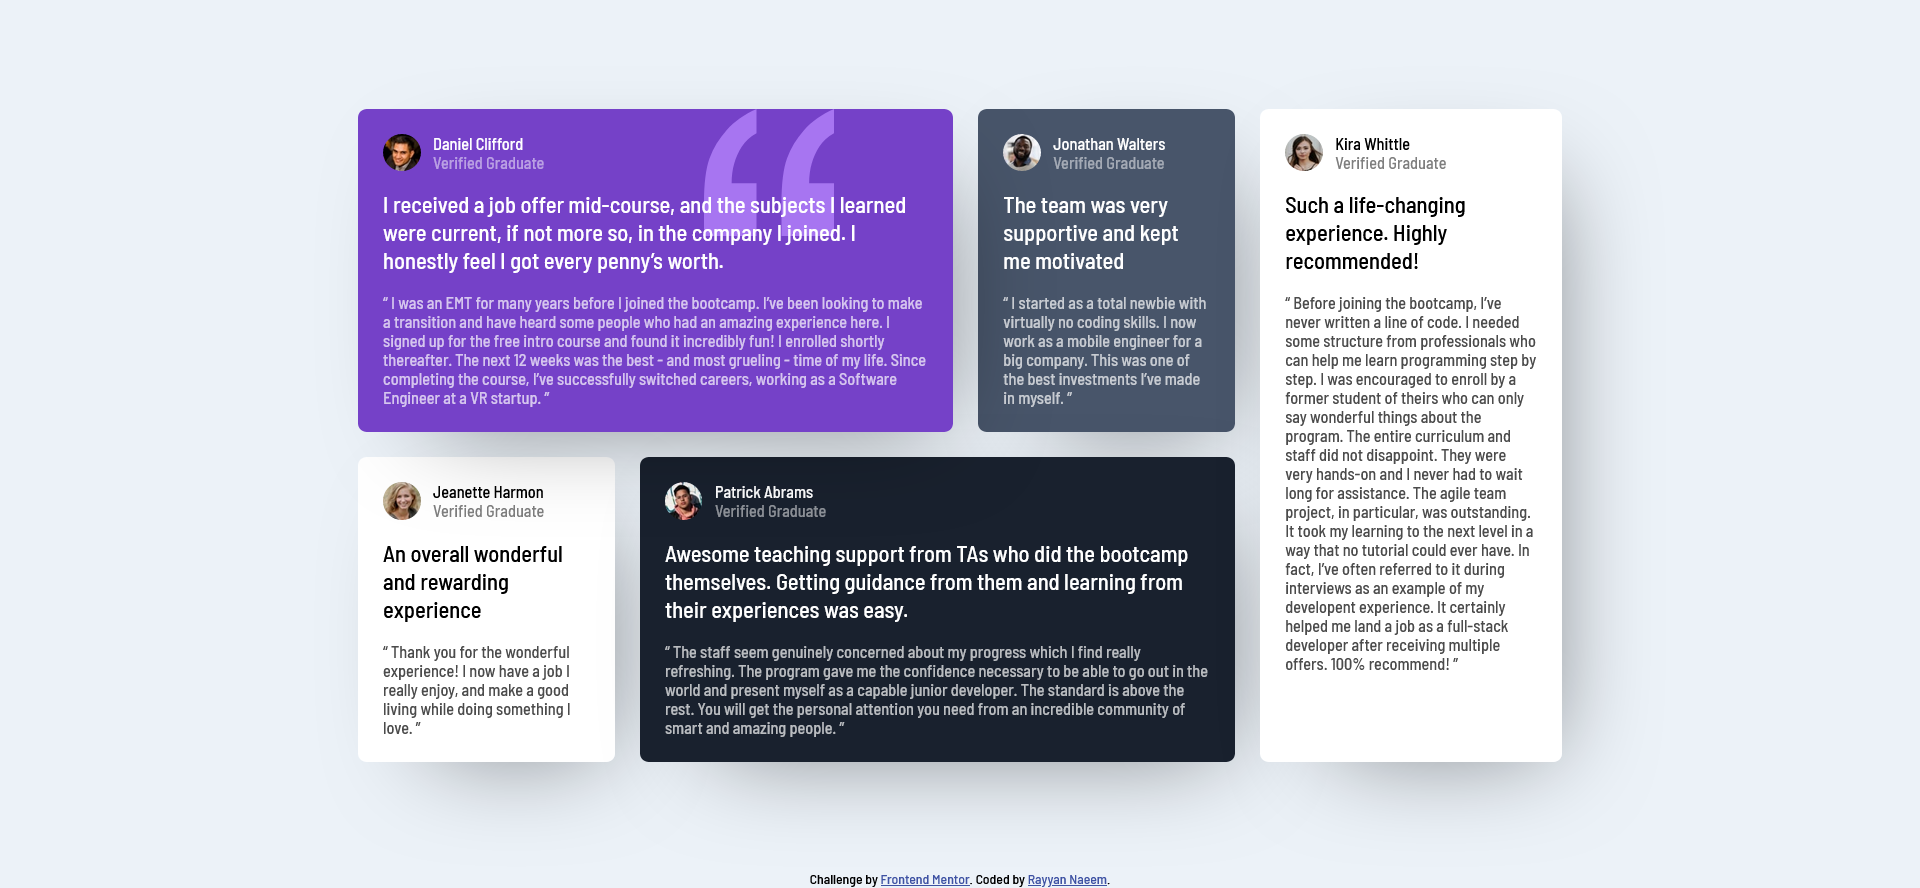 Daniel Clifford
Verified Graduate
I received a job offer mid-course, and the subjects I learned
were current, if not more so, in the company I joined. I
honestly feel I got every penny’s worth.
“ I was an EMT for many years before I joined the bootcamp. I’ve been looking to make
a transition and have heard some people who had an amazing experience here. I
signed up for the free intro course and found it incredibly fun! I enrolled shortly
thereafter. The next 12 weeks was the best - and most grueling - time of my life. Since
completing the course, I’ve successfully switched careers, working as a Software
Engineer at a VR startup. ”
Jonathan Walters
Verified Graduate
The team was very
supportive and kept
me motivated
“ I started as a total newbie with
virtually no coding skills. I now
work as a mobile engineer for a
big company. This was one of
the best investments I’ve made
in myself. ”
Kira Whittle
Verified Graduate
Such a life-changing
experience. Highly
recommended!
“ Before joining the bootcamp, I’ve
never written a line of code. I needed
some structure from professionals who
can help me learn programming step by
step. I was encouraged to enroll by a
former student of theirs who can only
say wonderful things about the
program. The entire curriculum and
staff did not disappoint. They were
very hands-on and I never had to wait
long for assistance. The agile team
project, in particular, was outstanding.
It took my learning to the next level in a
way that no tutorial could ever have. In
fact, I’ve often referred to it during
interviews as an example of my
developent experience. It certainly
helped me land a job as a full-stack
developer after receiving multiple
offers. 100% recommend! ”
Jeanette Harmon
Verified Graduate
An overall wonderful
and rewarding
experience
“ Thank you for the wonderful
experience! I now have a job I
really enjoy, and make a good
living while doing something I
love. ”
Patrick Abrams
Verified Graduate
Awesome teaching support from TAs who did the bootcamp
themselves. Getting guidance from them and learning from
their experiences was easy.
“ The staff seem genuinely concerned about my progress which I find really
refreshing. The program gave me the confidence necessary to be able to go out in the
world and present myself as a capable junior developer. The standard is above the
rest. You will get the personal attention you need from an incredible community of
smart and amazing people. ”
Challenge by Frontend Mentor. Coded by Rayyan Naeem.